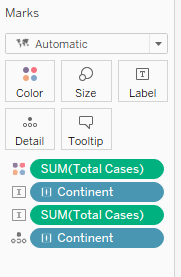 Marks
Automatic
Color Size Label
Detail Tooltip
SUM(Total Cases)
Continent
SUM(Total Cases)
Continent